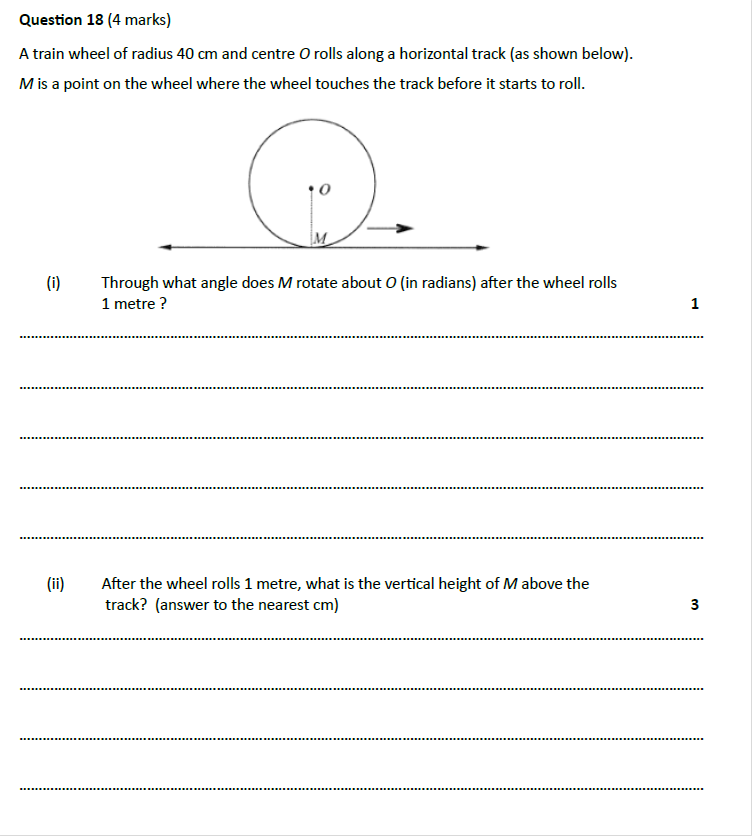 Question 18 (4 marks)
A train wheel of radius 40 cm and centre O rolls along a horizontal track (as shown below).
M is a point on the wheel where the wheel touches the track before it starts to roll.
O
M
(i) Through what angle does M rotate about O (in radians) after the wheel rolls
1 metre ? 1
(ii) After the wheel rolls 1 metre, what is the vertical height of M above the
track? (answer to the nearest cm) 3